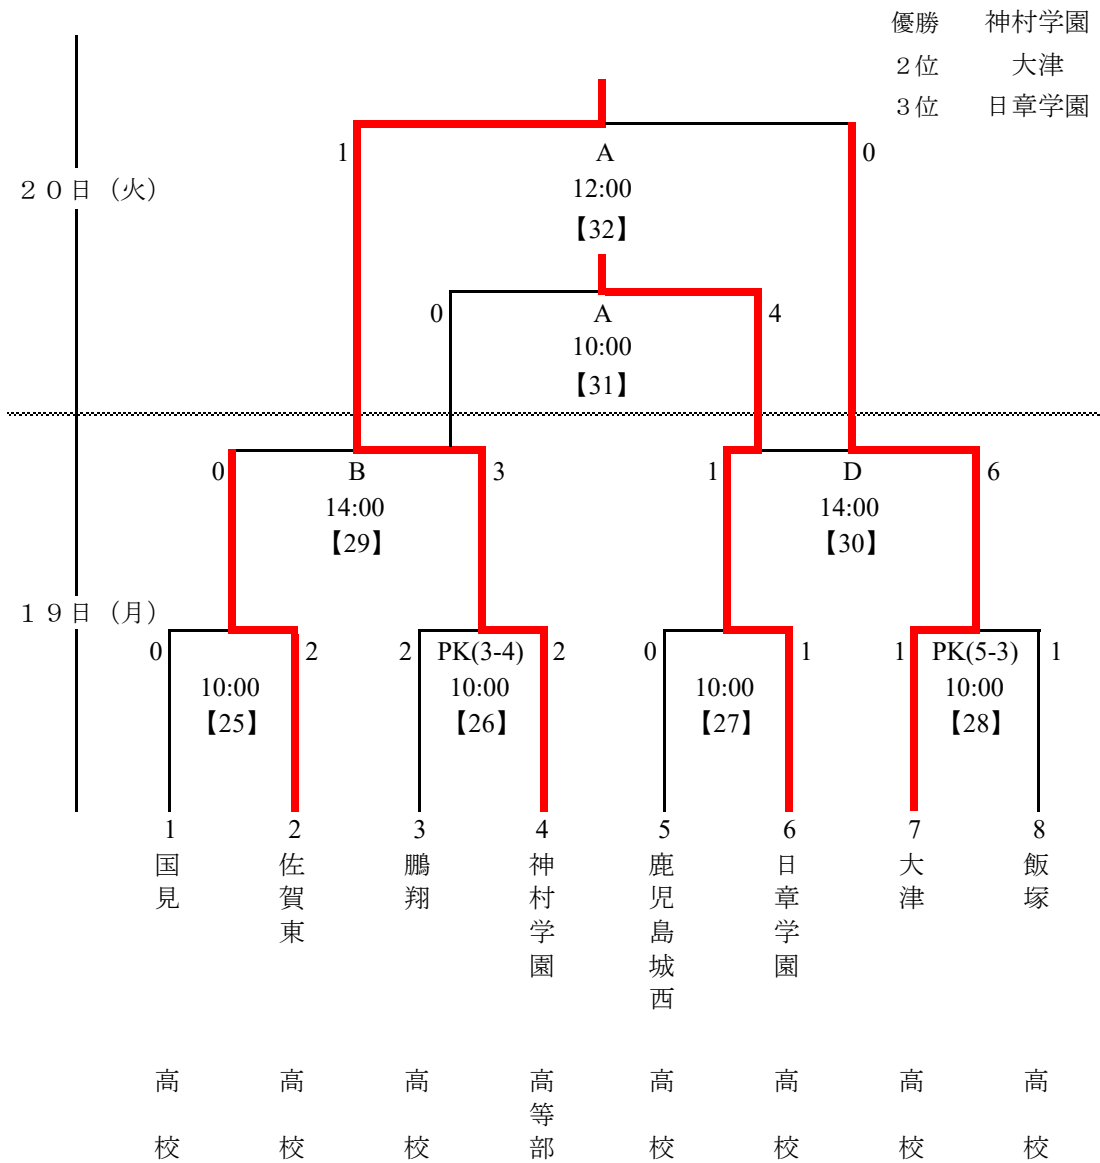 優勝 神村学園
２位 大津
３位 日章学園
1 A 0
２０日（火）
12:00
【32】
0 A 4
10:00
【31】
0 B 3 1 D 6
14:00 14:00
【29】 【30】
１９日（月）
0 2 2 PK(3-4) 2 0 1 1 PK(5-3) 1
10:00 10:00 10:00 10:00
【25】 【26】 【27】 【28】
1 2 3 4 5 6 7 8
国見高校
佐賀東高校
鵬翔高校
神村学園高等部
鹿児島城西高校
日章学園高校
大津高校
飯塚高校